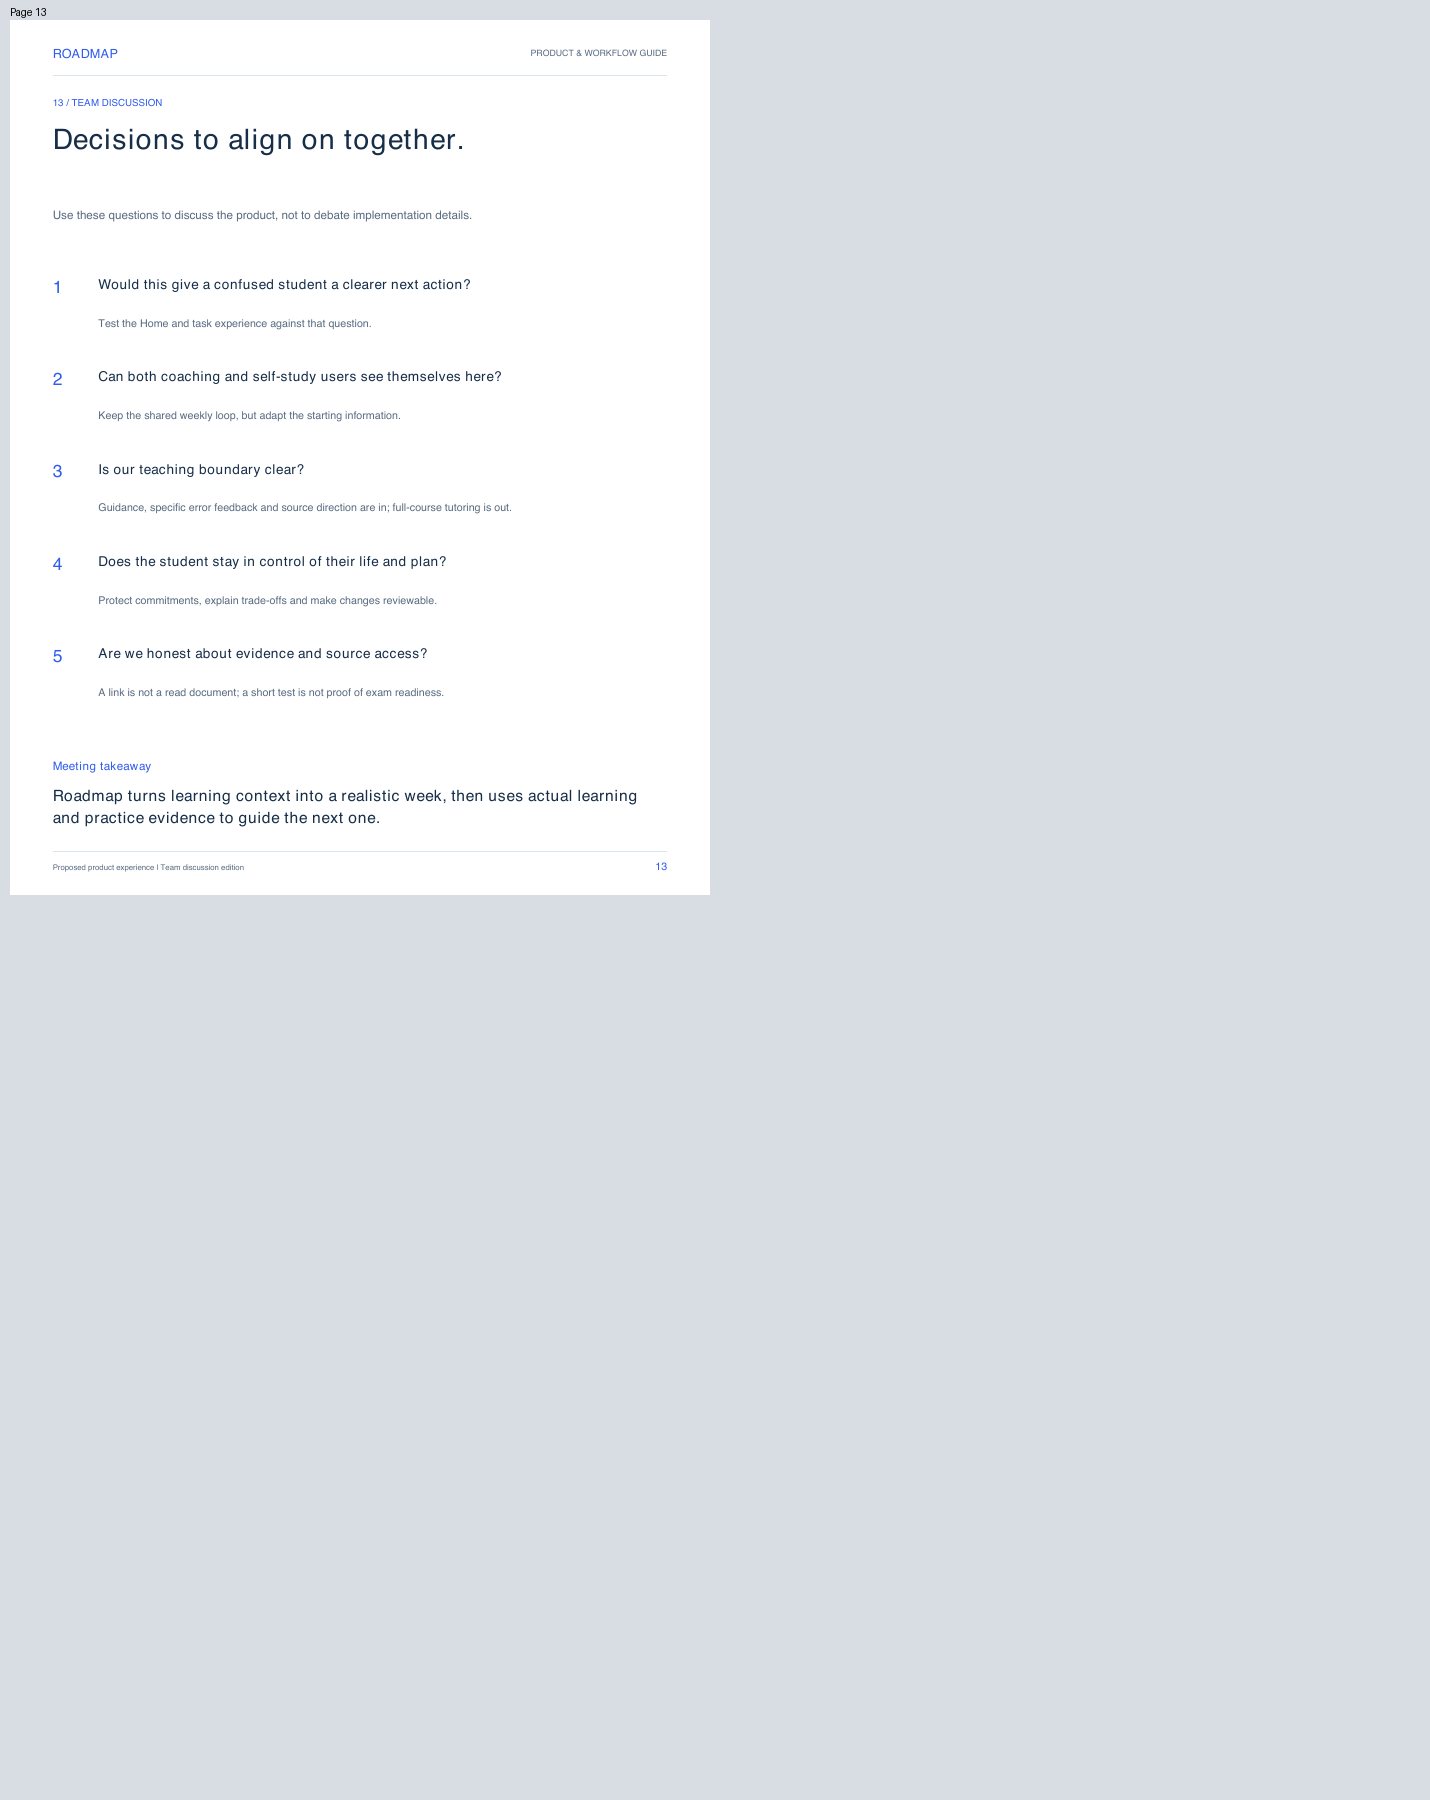 Page 13
ROADMAP
PRODUCT & WORKFLOW GUIDE
13 / TEAM DISCUSSION
Decisions to align on together.
Use these questions to discuss the product, not to debate implementation details.
1
Would this give a confused student a clearer next action?
Test the Home and task experience against that question.
2
Can both coaching and self-study users see themselves here?
Keep the shared weekly loop, but adapt the starting information.
3
Is our teaching boundary clear?
Guidance, specific error feedback and source direction are in; full-course tutoring is out.
4
Does the student stay in control of their life and plan?
Protect commitments, explain trade-offs and make changes reviewable.
5
Are we honest about evidence and source access?
A link is not a read document; a short test is not proof of exam readiness.
Meeting takeaway
Roadmap turns learning context into a realistic week, then uses actual learning
and practice evidence to guide the next one.
Proposed product experience | Team discussion edition
13